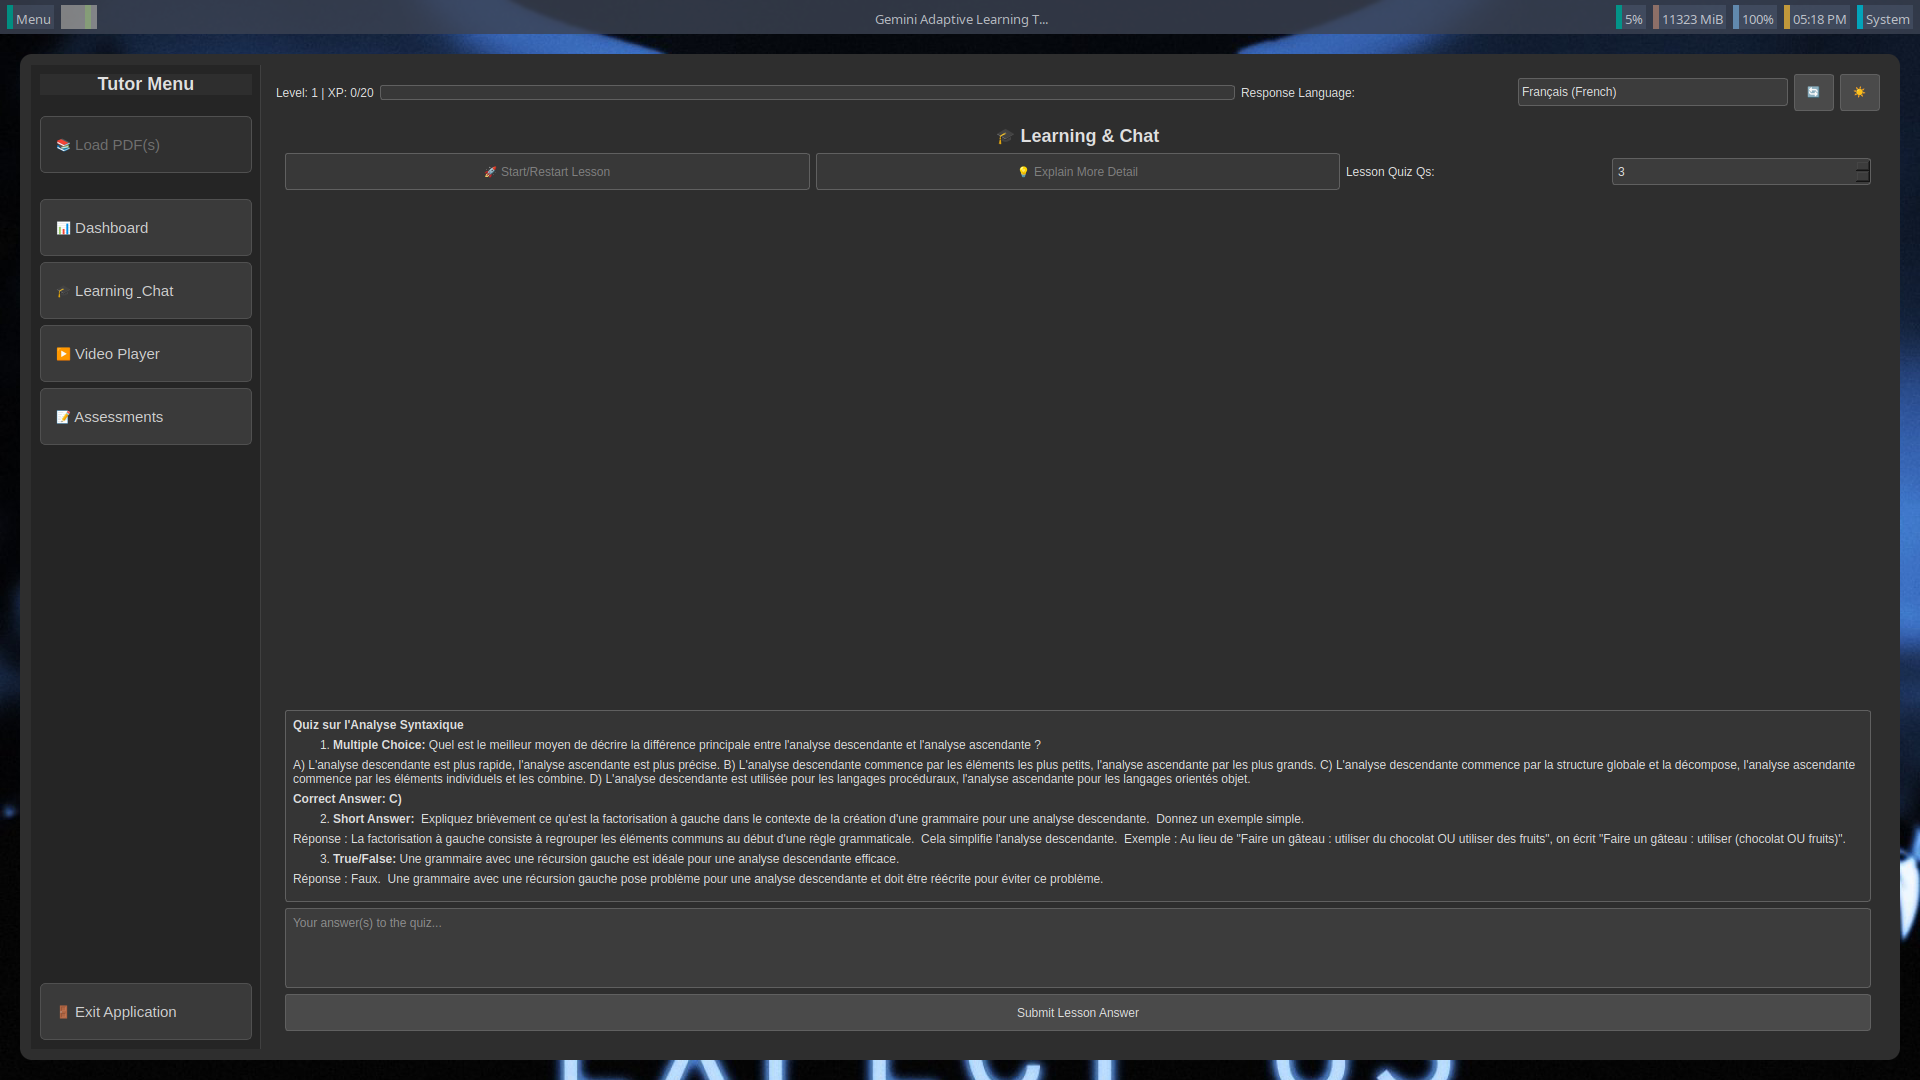 Menu
Gemini Adaptive Learning T...
5%
11323 MiB
100%
05:18 PM
System
Tutor Menu
Load PDF(s)
Dashboard
Learning _Chat
Video Player
Assessments
Exit Application
Level: 1 | XP: 0/20
Response Language:
Français (French)
Learning & Chat
Start/Restart Lesson
Explain More Detail
Lesson Quiz Qs:
3
Quiz sur l'Analyse Syntaxique
1. Multiple Choice: Quel est le meilleur moyen de décrire la différence principale entre l'analyse descendante et l'analyse ascendante ?
A) L'analyse descendante est plus rapide, l'analyse ascendante est plus précise. B) L'analyse descendante commence par les éléments les plus petits, l'analyse ascendante par les plus grands. C) L'analyse descendante commence par la structure globale et la décompose, l'analyse ascendante
commence par les éléments individuels et les combine. D) L'analyse descendante est utilisée pour les langages procéduraux, l'analyse ascendante pour les langages orientés objet.
Correct Answer: C)
2. Short Answer: Expliquez brièvement ce qu'est la factorisation à gauche dans le contexte de la création d'une grammaire pour une analyse descendante. Donnez un exemple simple.
Réponse : La factorisation à gauche consiste à regrouper les éléments communs au début d'une règle grammaticale. Cela simplifie l'analyse descendante. Exemple : Au lieu de "Faire un gâteau : utiliser du chocolat OU utiliser des fruits", on écrit "Faire un gâteau : utiliser (chocolat OU fruits)".
3. True/False: Une grammaire avec une récursion gauche est idéale pour une analyse descendante efficace.
Réponse : Faux. Une grammaire avec une récursion gauche pose problème pour une analyse descendante et doit être réécrite pour éviter ce problème.
Your answer(s) to the quiz...
Submit Lesson Answer